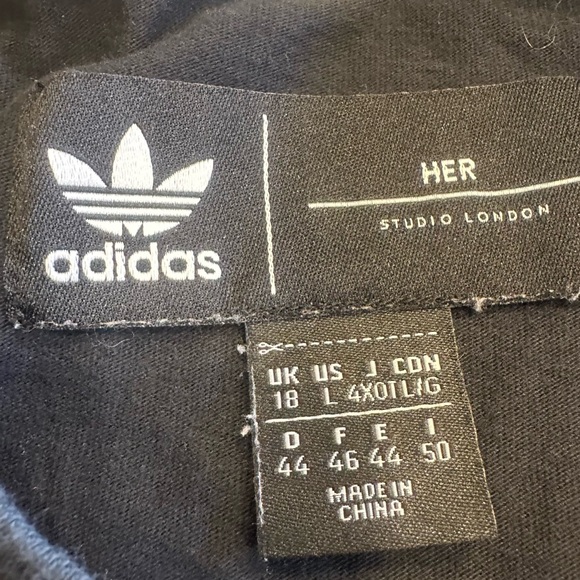 adidas
HER
STUDIO LONDON
UK US J CDN
18 L 4XOT L/G
D F E I
44 46 44 50
MADE IN
CHINA